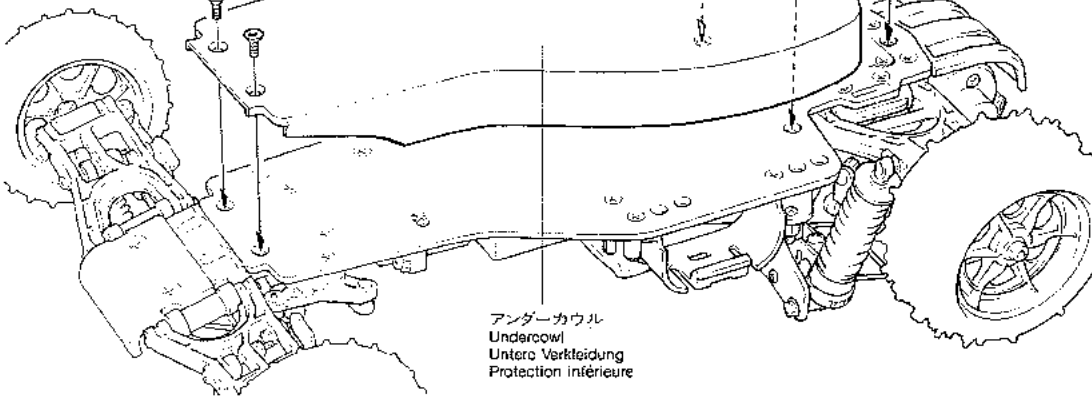 アンダーカウル
Undercowl
Untere Verkleidung
Protection inférieure